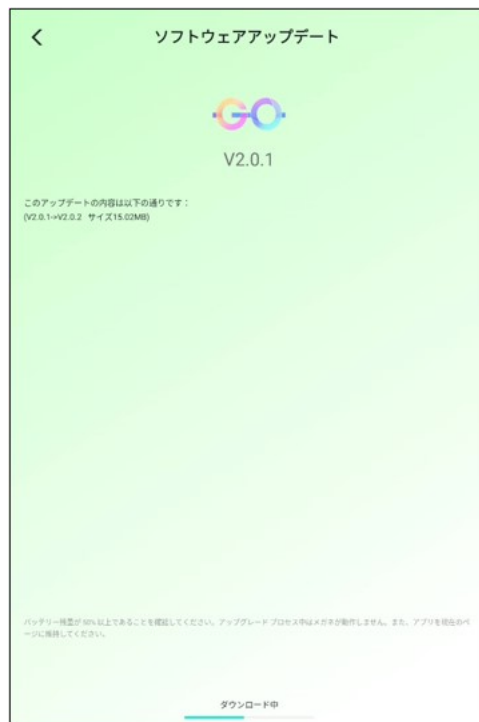 ソフトウェアアップデート
GO
V2.0.1
このアップデートの内容は以下の通りです：
(V2.0.1->V2.0.2 サイズ15.02MB)
バッテリー残量が 50% 以上であることを確認してください。アップグレード プロセス中はメガネが動作しません。また、アプリを現在のペ
ージに維持してください。
ダウンロード中